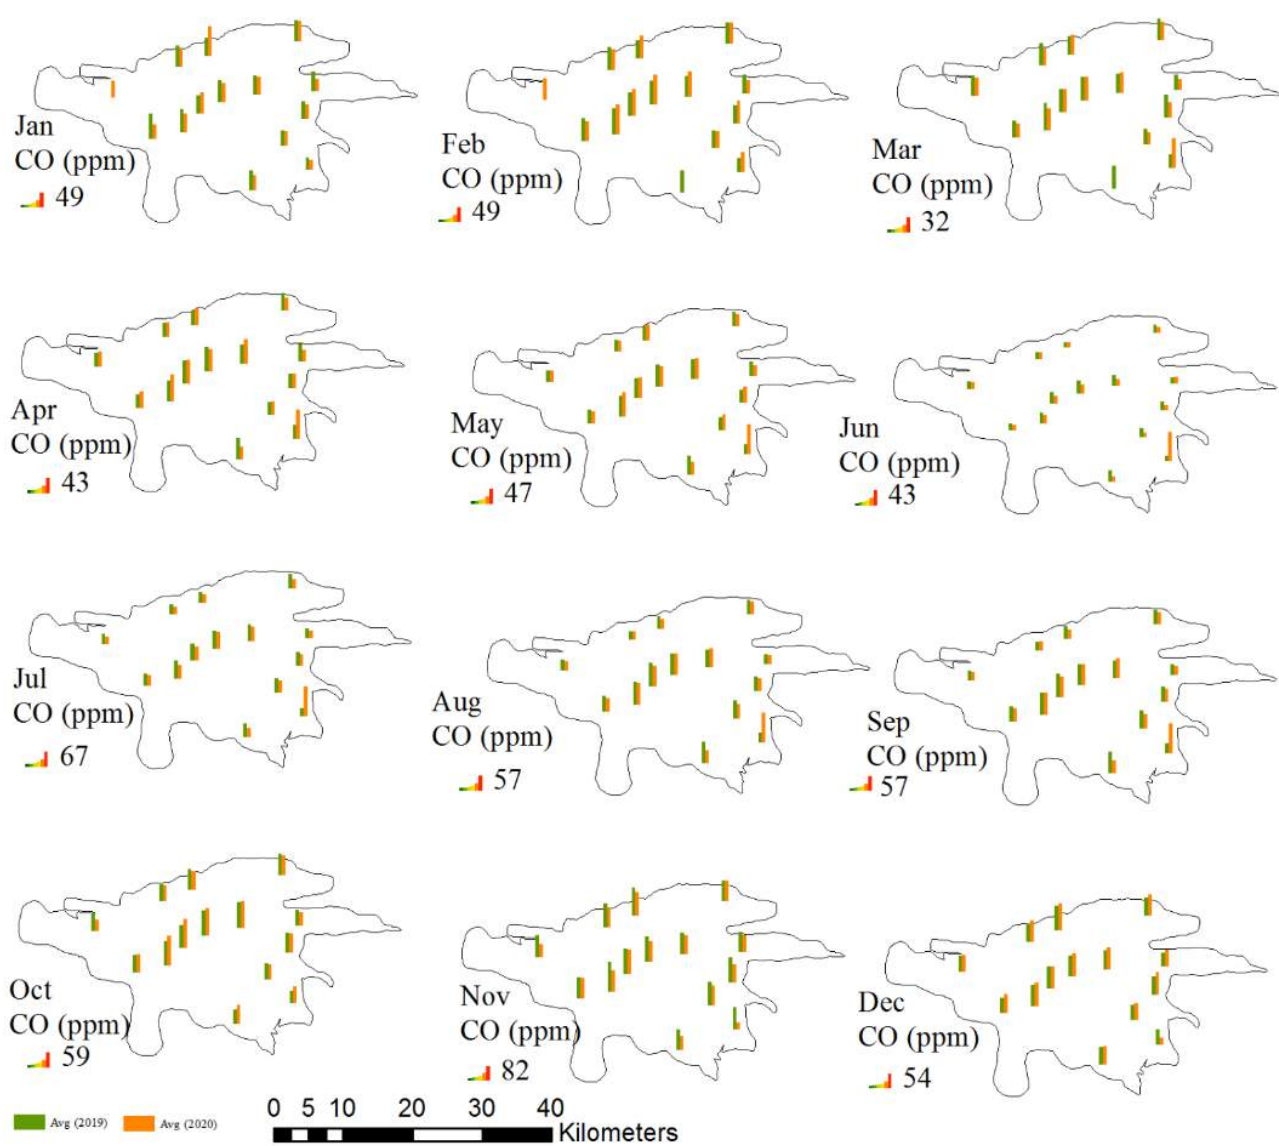 Jan
CO (ppm)
49
Feb
CO (ppm)
49
Mar
CO (ppm)
32
Apr
CO (ppm)
43
May
CO (ppm)
47
Jun
CO (ppm)
43
Jul
CO (ppm)
67
Aug
CO (ppm)
57
Sep
CO (ppm)
57
Oct
CO (ppm)
59
Nov
CO (ppm)
82
Dec
CO (ppm)
54
Avg (2019) Avg (2020)
0 5 10 20 30 40
Kilometers